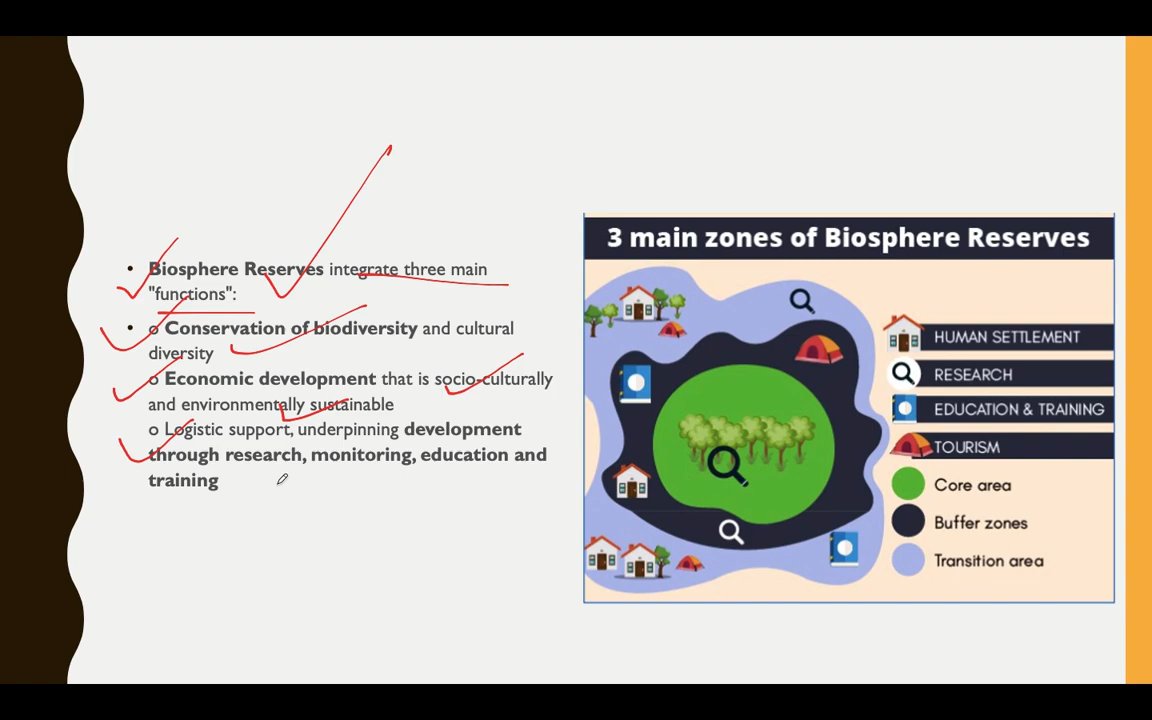 • Biosphere Reserves integrate three main
"functions":
• o Conservation of biodiversity and cultural
diversity
o Economic development that is socio-culturally
and environmentally sustainable
o Logistic support, underpinning development
through research, monitoring, education and
training
3 main zones of Biosphere Reserves
HUMAN SETTLEMENT
RESEARCH
EDUCATION & TRAINING
TOURISM
Core area
Buffer zones
Transition area